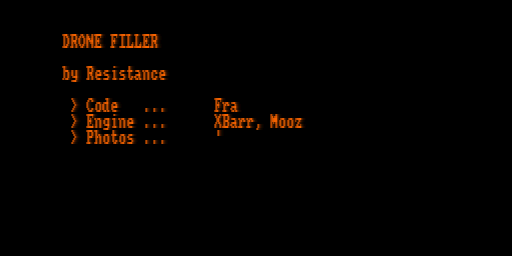 DRONE FILLER
by Resistance
> Code ... Fra
> Engine ... XBarr, Mooz
> Photos ... '